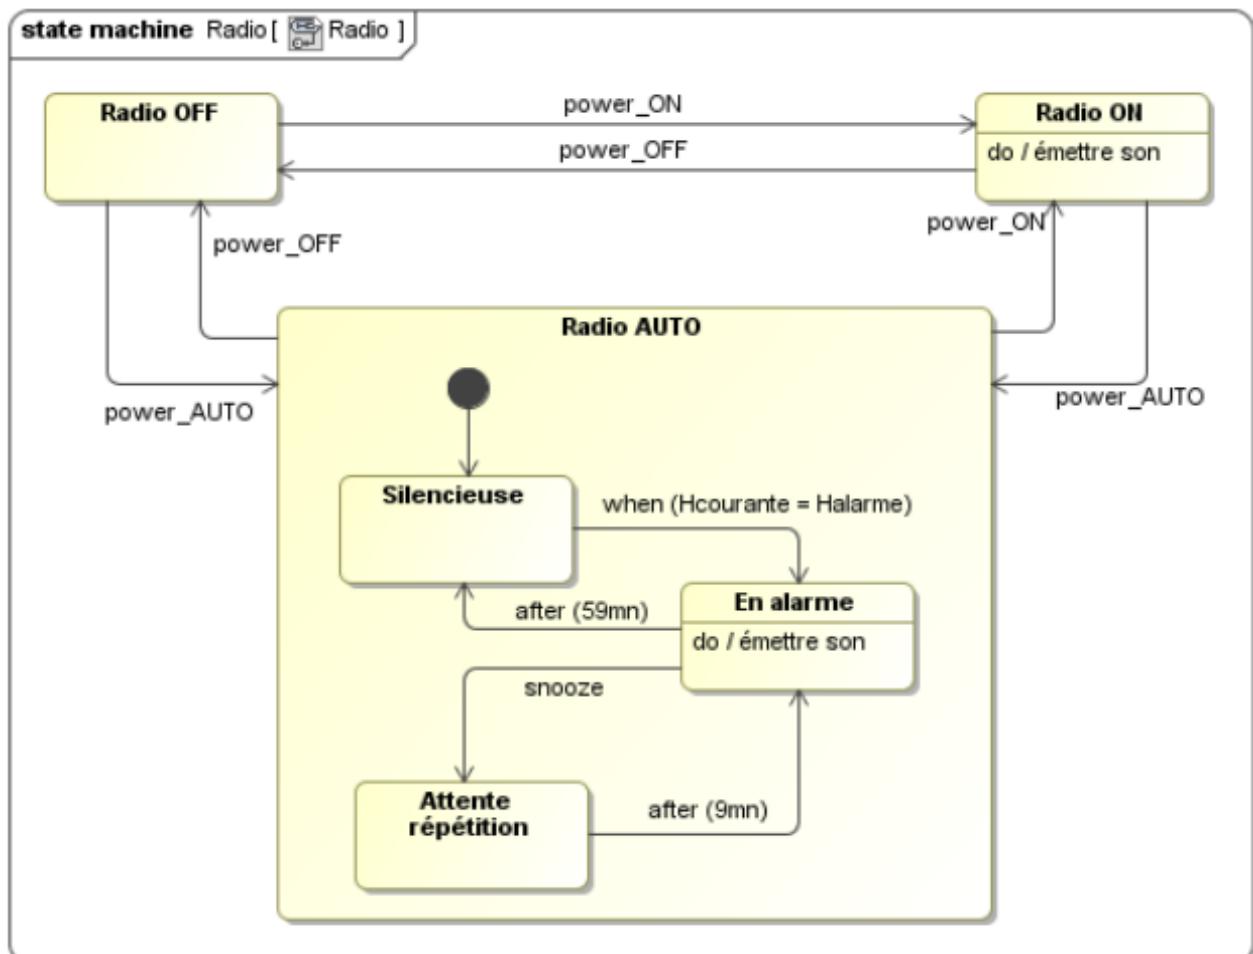 state machine Radio [ Radio ]
Radio OFF
power_ON
Radio ON
power_OFF
do / émettre son
power_OFF
power_ON
Radio AUTO
power_AUTO
power_AUTO
Silencieuse
when (Hcourante = Halarme)
after (59mn)
En alarme
do / émettre son
snooze
Attente
répétition
after (9mn)